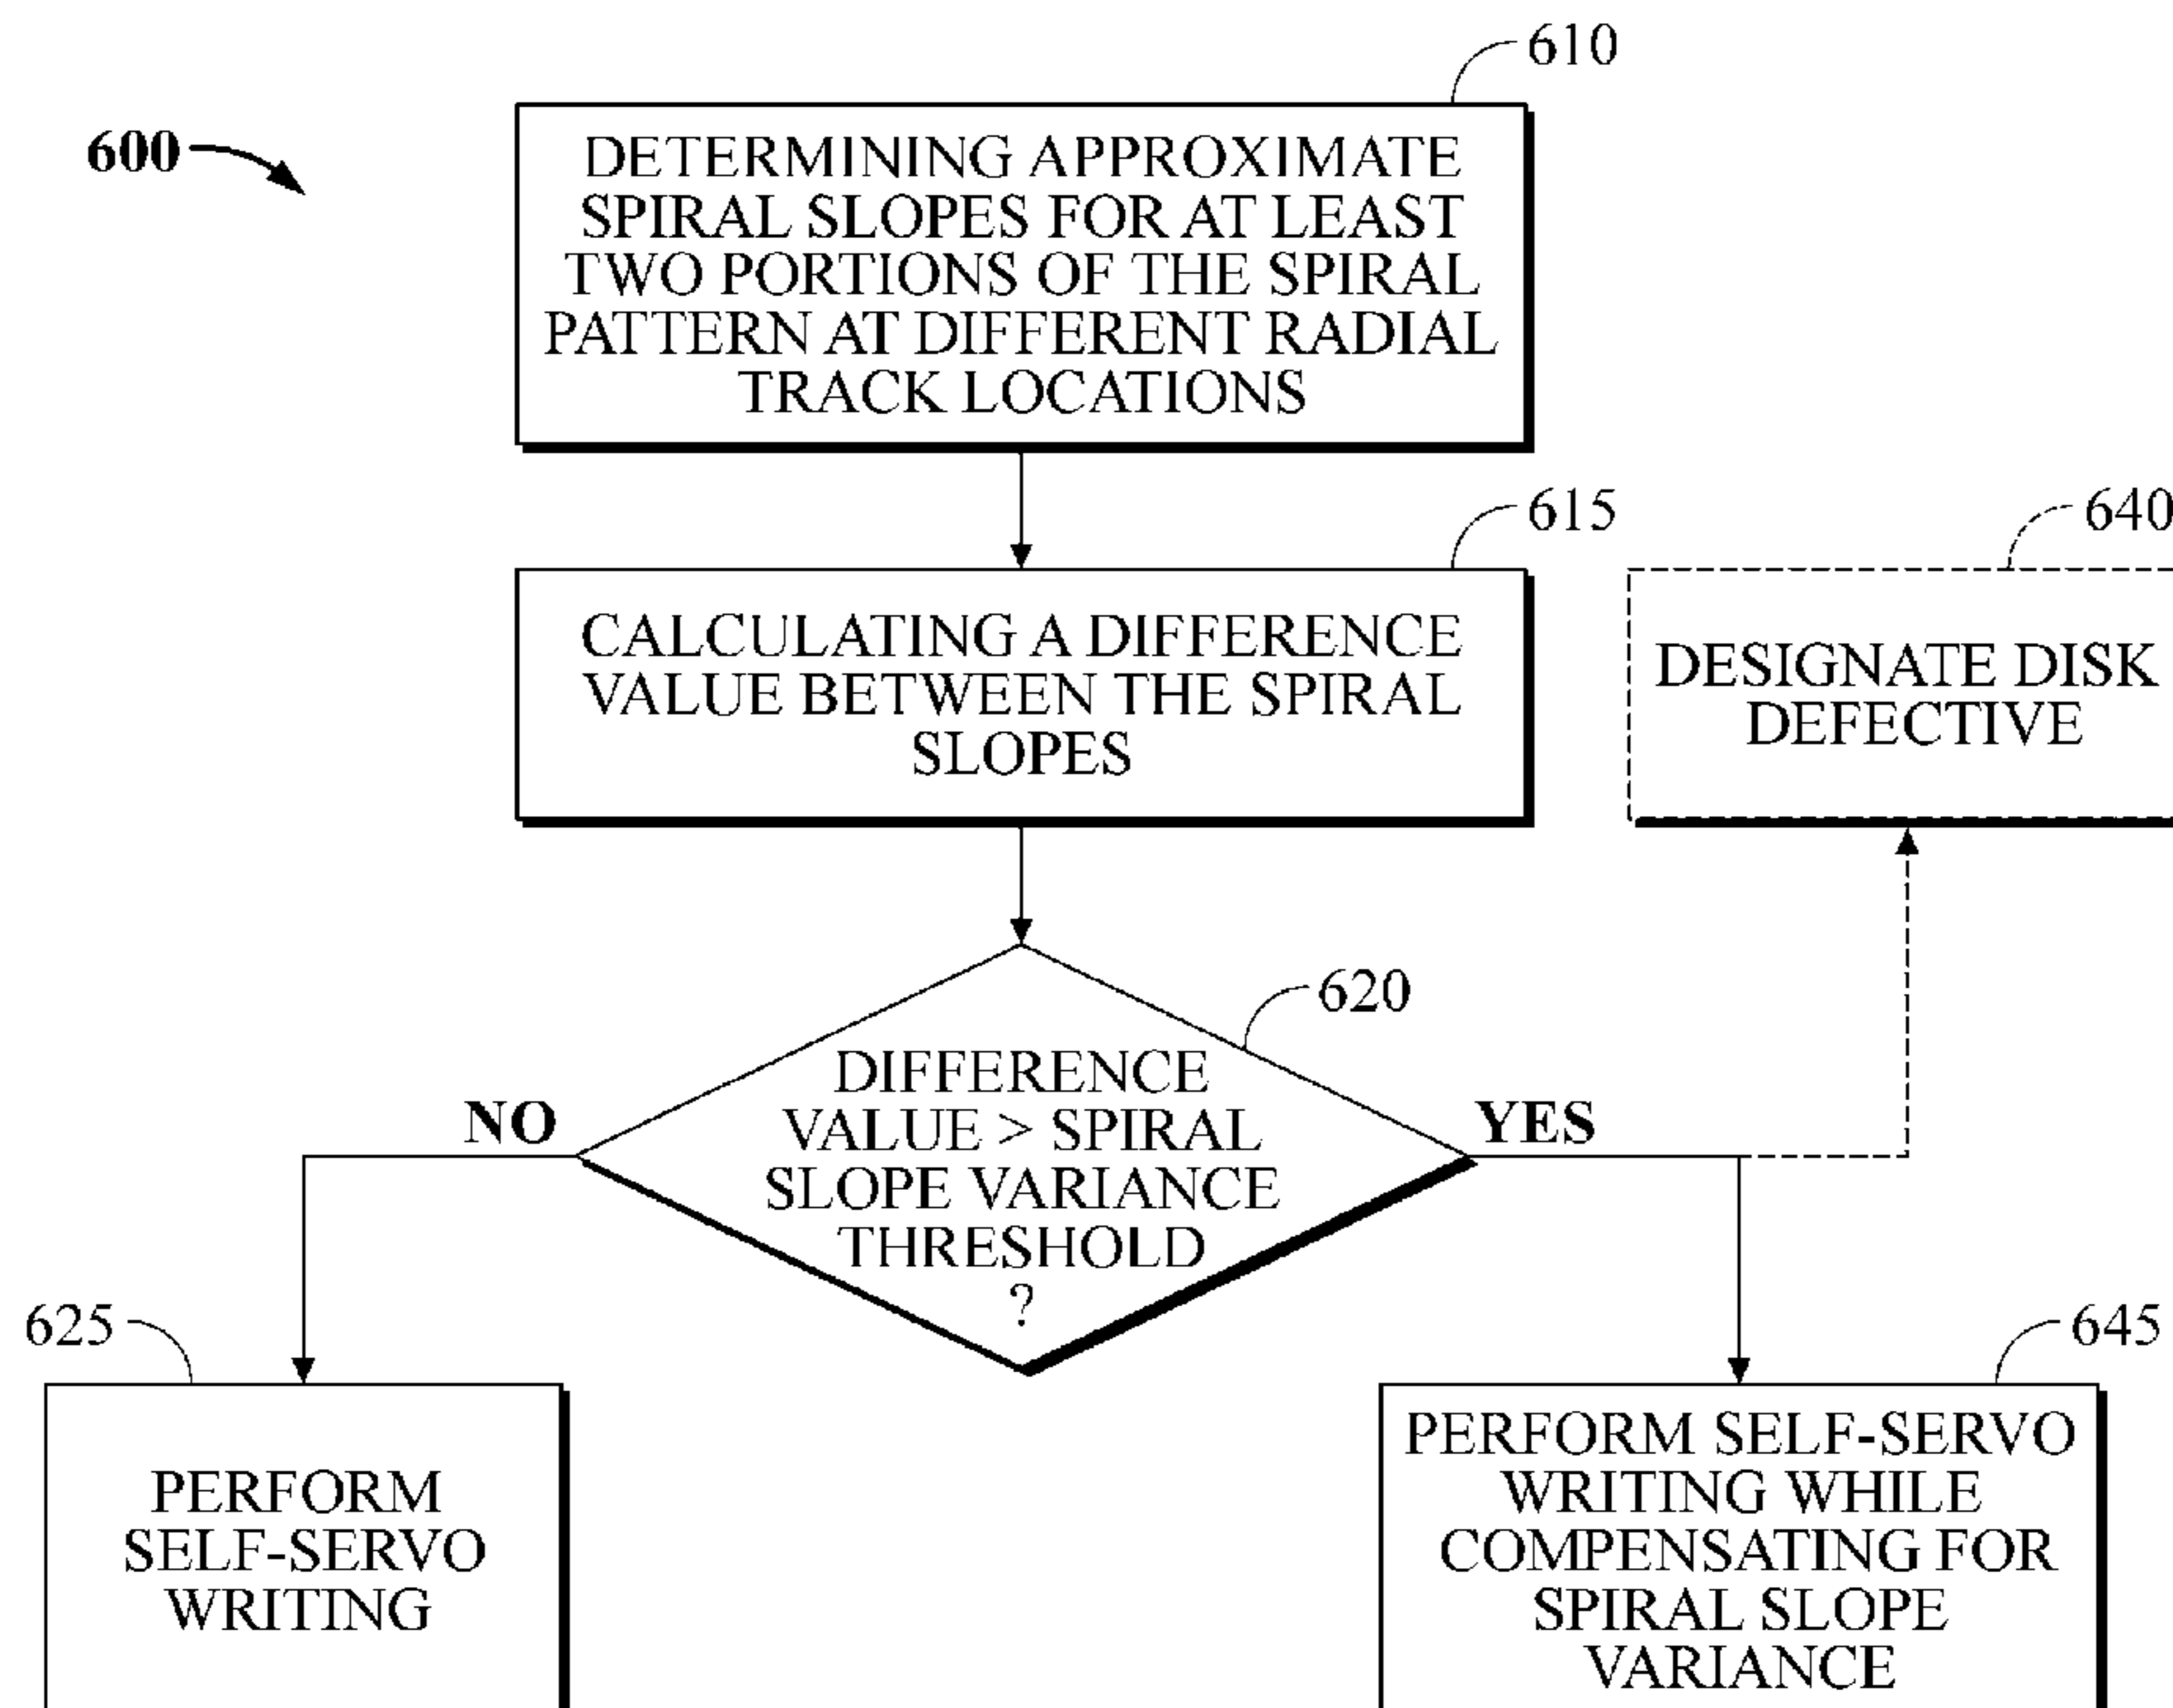 610
600
DETERMINING APPROXIMATE
SPIRAL SLOPES FOR AT LEAST
TWO PORTIONS OF THE SPIRAL
PATTERN AT DIFFERENT RADIAL
TRACK LOCATIONS
615
640
CALCULATING A DIFFERENCE
VALUE BETWEEN THE SPIRAL
SLOPES
DESIGNATE DISK
DEFECTIVE
620
DIFFERENCE
VALUE > SPIRAL
SLOPE VARIANCE
THRESHOLD
?
NO
YES
625
645
PERFORM
SELF-SERVO
WRITING
PERFORM SELF-SERVO
WRITING WHILE
COMPENSATING FOR
SPIRAL SLOPE
VARIANCE